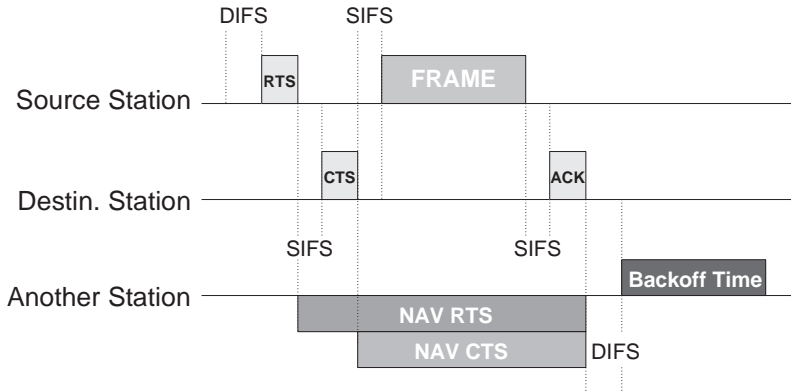 DIFS SIFS
RTS FRAME
Source Station
CTS ACK
Destin. Station
SIFS SIFS
Backoff Time
Another Station
NAV RTS
NAV CTS DIFS